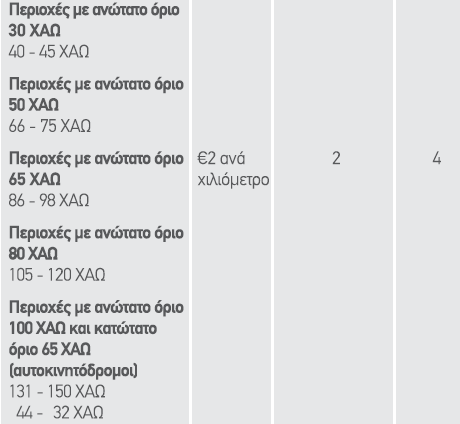 Περιοχές με ανώτατο όριο
30 ΧΑΩ
40 - 45 ΧΑΩ
Περιοχές με ανώτατο όριο
50 ΧΑΩ
66 - 75 ΧΑΩ
Περιοχές με ανώτατο όριο
65 ΧΑΩ
86 - 98 ΧΑΩ
Περιοχές με ανώτατο όριο
80 ΧΑΩ
105 - 120 ΧΑΩ
Περιοχές με ανώτατο όριο
100 ΧΑΩ και κατώτατο
όριο 65 ΧΑΩ
(αυτοκινητόδρομοι)
131 - 150 ΧΑΩ
44 - 32 ΧΑΩ
€2 ανά
χιλιόμετρο
2
4